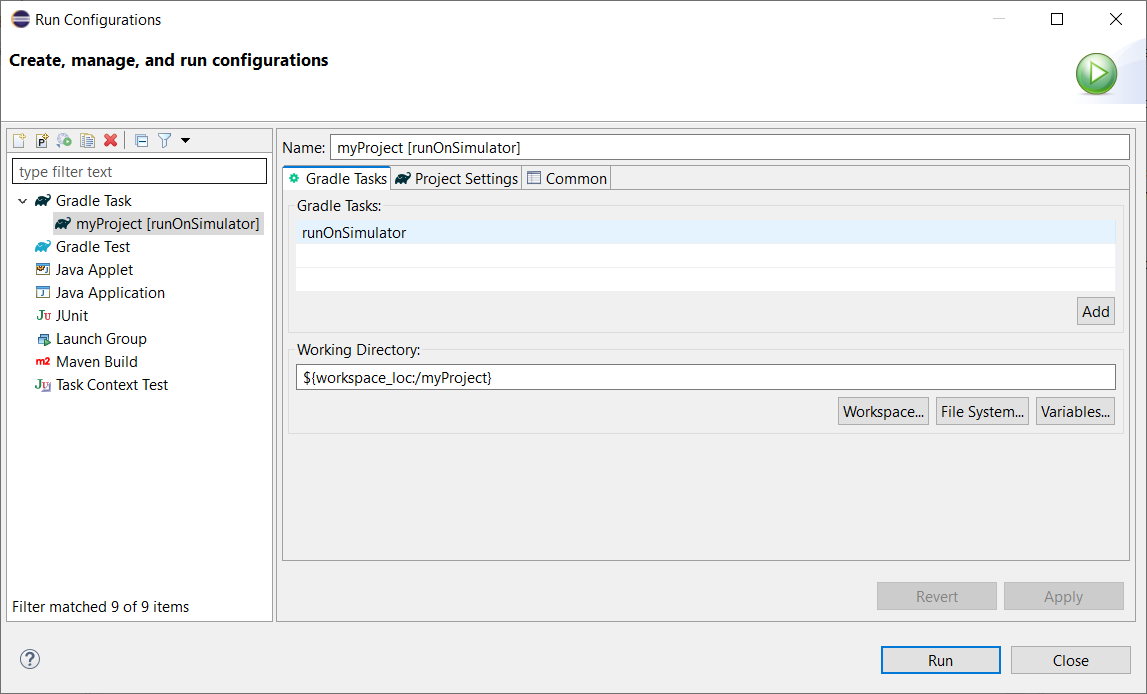 Run Configurations
Create, manage, and run configurations
type filter text
Gradle Task
myProject [runOnSimulator]
Gradle Test
Java Applet
Java Application
Ju JUnit
Launch Group
m2 Maven Build
Task Context Test
Filter matched 9 of 9 items
Name: myProject [runOnSimulator]
Gradle Tasks Project Settings Common
Gradle Tasks:
runOnSimulator
Add
Working Directory:
${workspace_loc:/myProject}
Workspace... File System... Variables...
Revert Apply
? Run Close